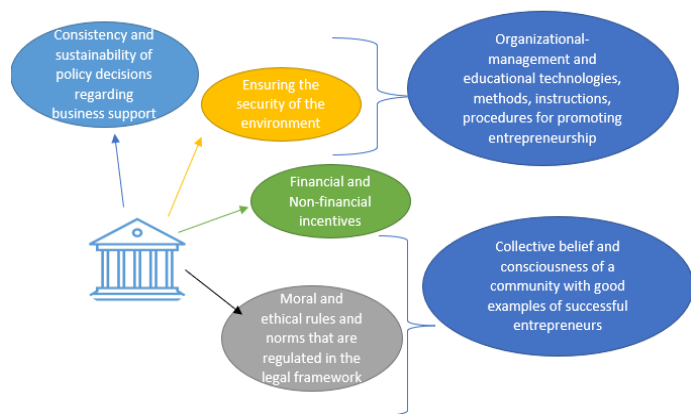 Consistency and
sustainability of
policy decisions
regarding
business support
Ensuring the
security of the
environment
Organizational-
management and
educational technologies,
methods, instructions,
procedures for promoting
entrepreneurship
Financial and
Non-financial
incentives
Collective belief and
consciousness of a
community with good
examples of successful
entrepreneurs
Moral and
ethical rules and
norms that are
regulated in the
legal framework